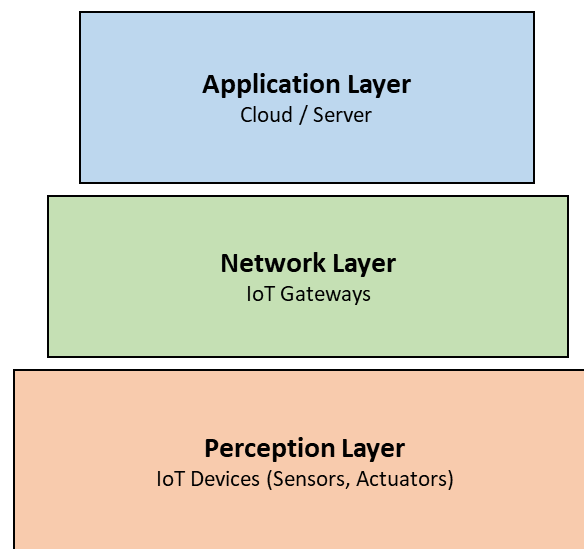 Application Layer
Cloud / Server
Network Layer
IoT Gateways
Perception Layer
IoT Devices (Sensors, Actuators)